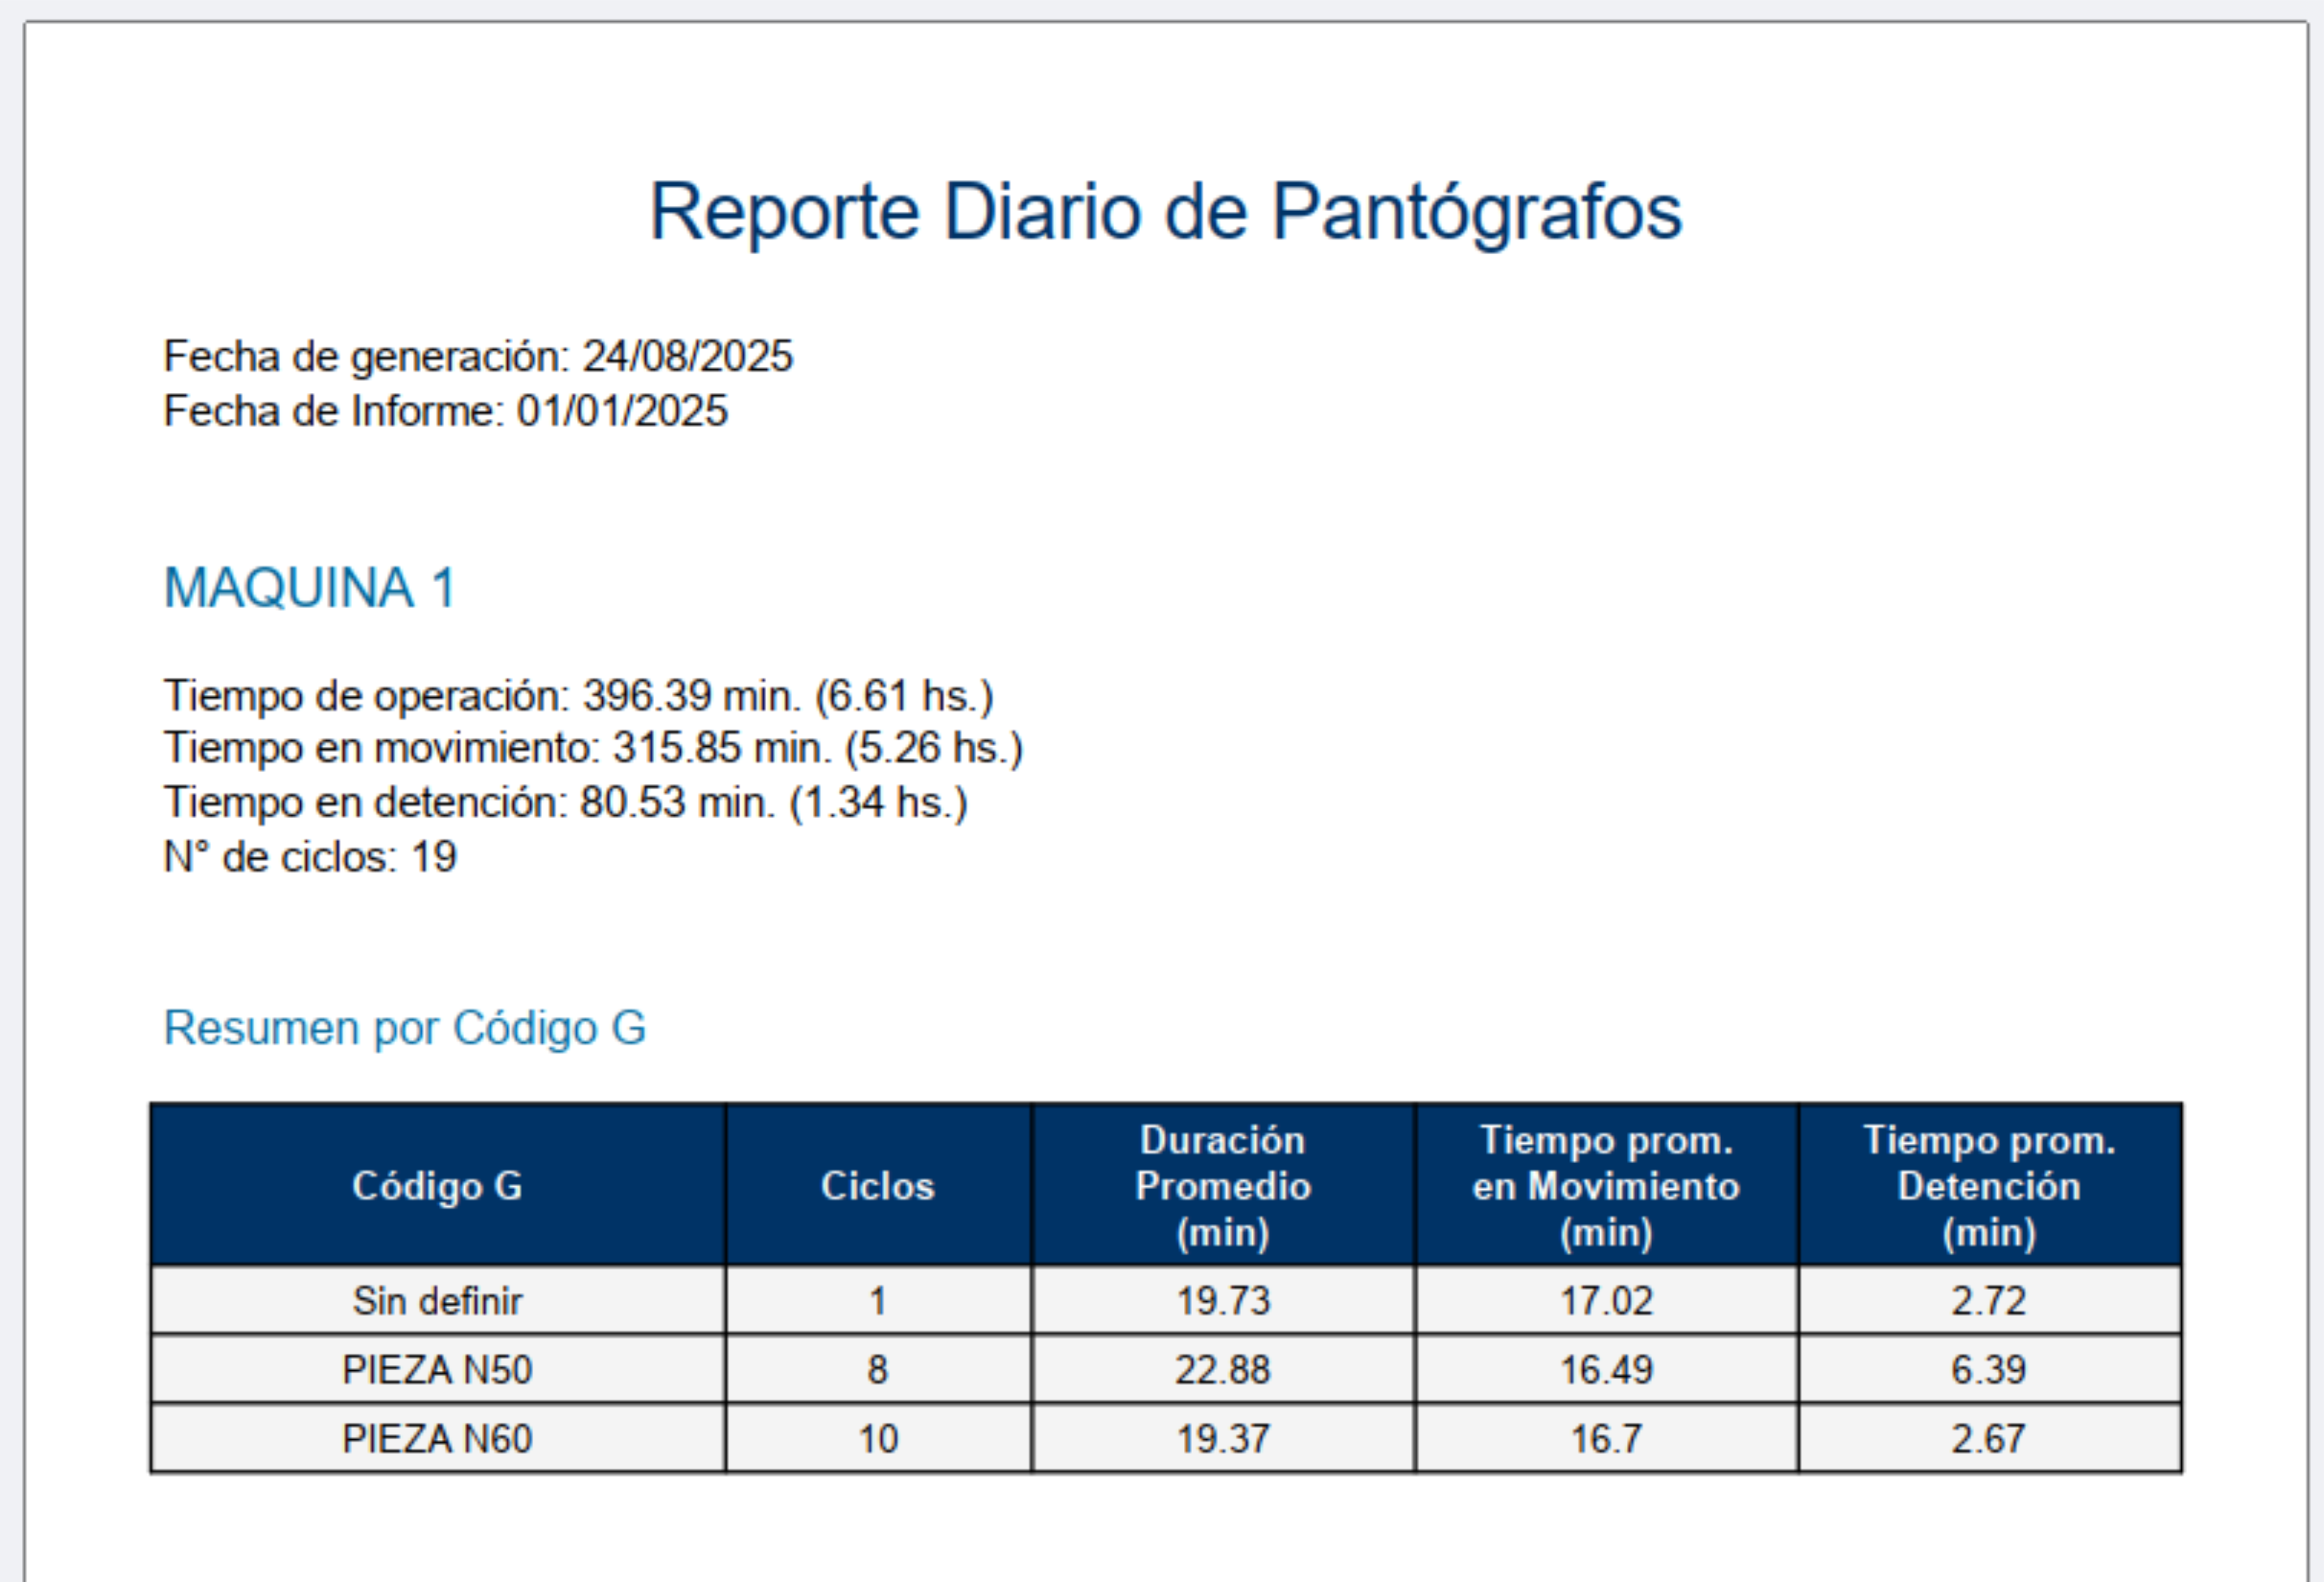 Reporte Diario de Pantógrafos
Fecha de generación: 24/08/2025
Fecha de Informe: 01/01/2025
MAQUINA 1
Tiempo de operación: 396.39 min. (6.61 hs.)
Tiempo en movimiento: 315.85 min. (5.26 hs.)
Tiempo en detención: 80.53 min. (1.34 hs.)
N° de ciclos: 19
Resumen por Código G
Código G Ciclos Duración Promedio (min) Tiempo prom. en Movimiento (min) Tiempo prom. Detención (min)
Sin definir 1 19.73 17.02 2.72
PIEZA N50 8 22.88 16.49 6.39
PIEZA N60 10 19.37 16.7 2.67